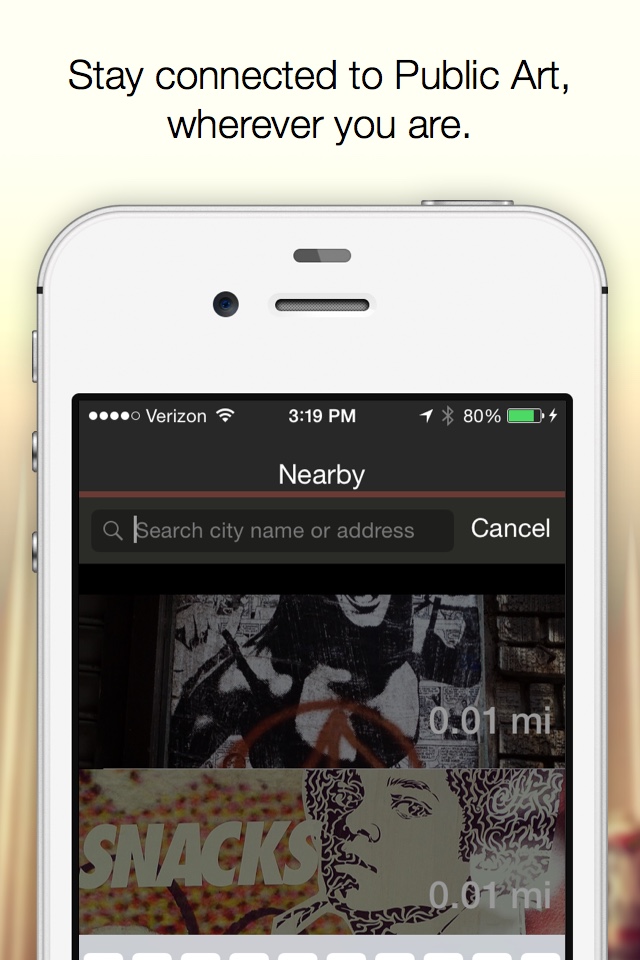 Stay connected to Public Art,
wherever you are.
Verizon 3:19 PM 80%
Nearby
Search city name or address Cancel
0.01 mi
SNACKS
0.01 mi